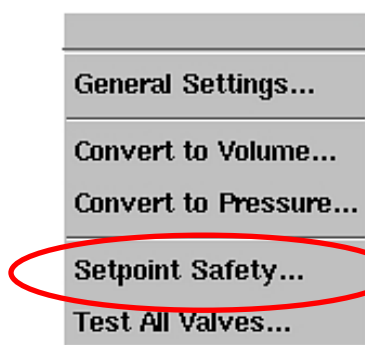 General Settings...
Convert to Volume...
Convert to Pressure...
Setpoint Safety...
Test All Valves...